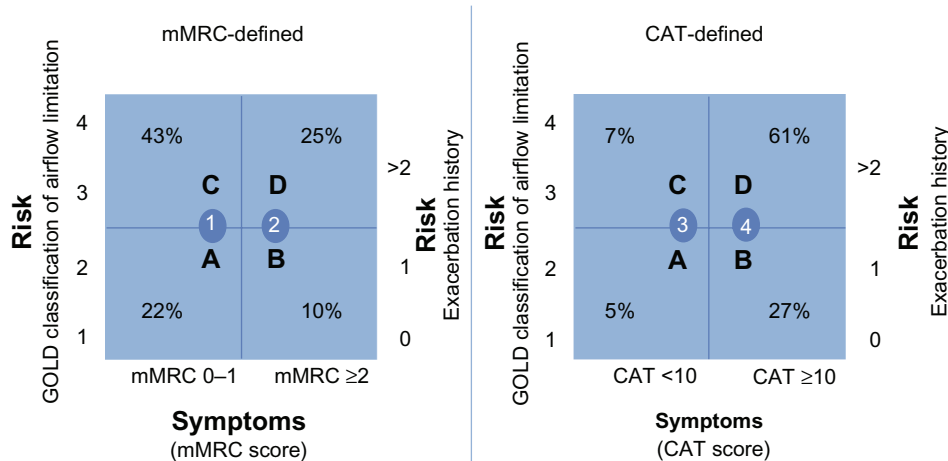 mMRC-defined
Risk
GOLD classification of airflow limitation
4
3
2
1
43%
25%
C
D
1
2
A
B
22%
10%
>2
1
0
Risk
Exacerbation history
mMRC 0–1
mMRC ≥2
Symptoms
(mMRC score)
CAT-defined
Risk
GOLD classification of airflow limitation
4
3
2
1
7%
61%
C
D
3
4
A
B
5%
27%
>2
1
0
Risk
Exacerbation history
CAT <10
CAT ≥10
Symptoms
(CAT score)